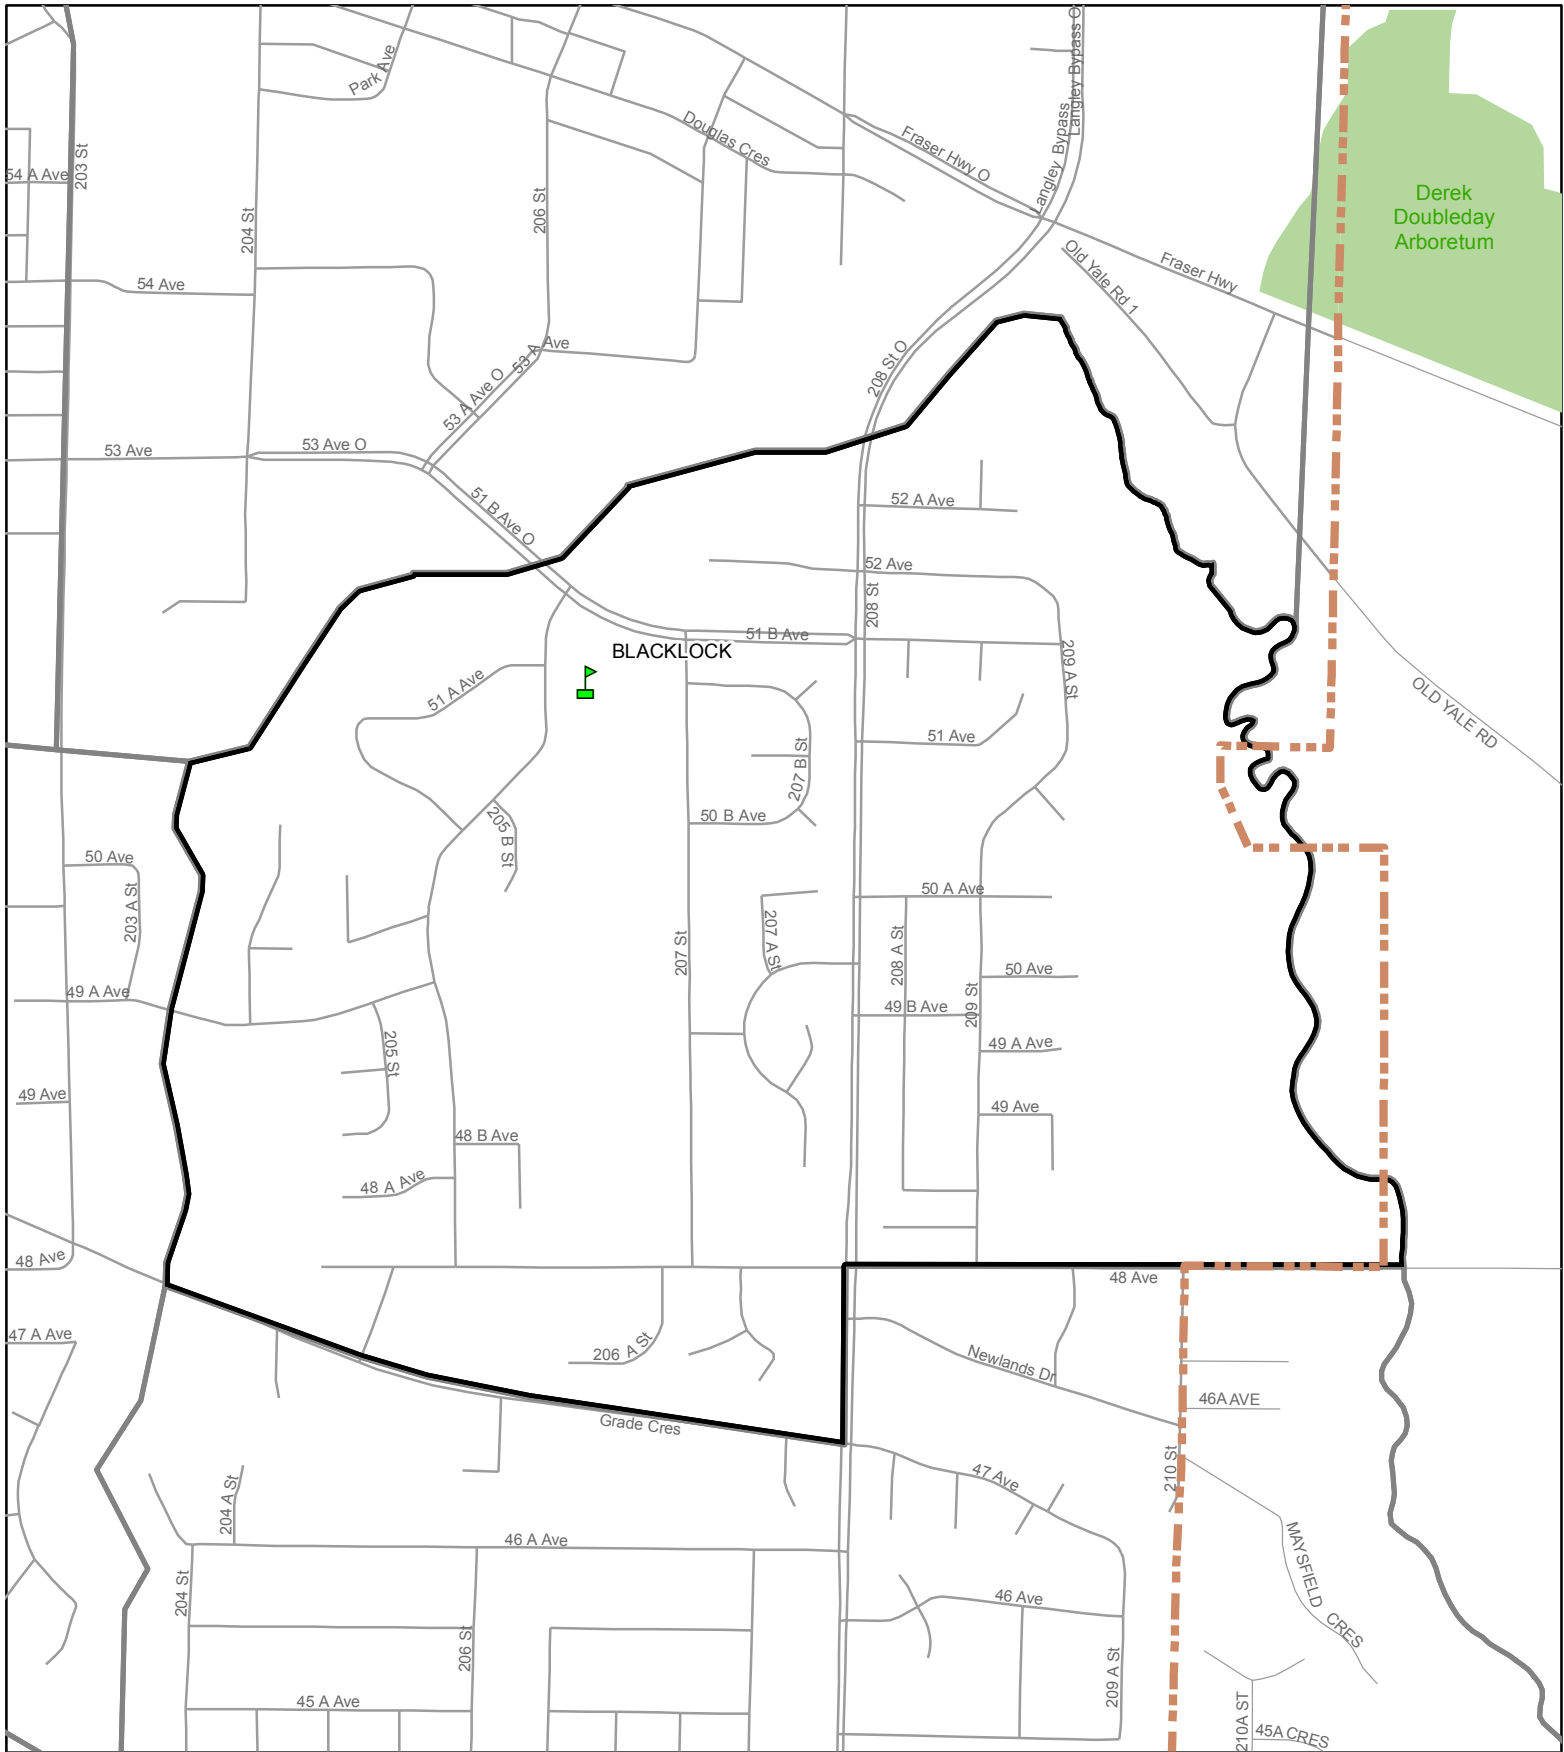 Langley Bypass O
Park Ave
Langley Bypass
Douglas Cres
Fraser Hwy O
203 St
54 A Ave
206 St
204 St
Derek
Doubleday
Arboretum
Old Yale Rd 1
Fraser Hwy
54 Ave
53 A Ave
208 St O
53 A Ave O
53 Ave
53 Ave O
51 B Ave O
52 A Ave
52 Ave
208 St
51 B Ave
BLACKLOCK
209 A St
51 A Ave
OLD YALE RD
51 Ave
207 B St
205 B St
50 B Ave
50 Ave
203 A St
50 A Ave
207 A St
207 St
208 A St
50 Ave
49 A Ave
209 St
49 B Ave
205 St
49 A Ave
49 Ave
49 Ave
48 B Ave
48 A Ave
48 Ave
48 Ave
47 A Ave
206 A St
Newlands Dr
46A AVE
Grade Cres
47 Ave
210 St
204 A St
46 A Ave
MAYSFIELD CRES
204 St
46 Ave
206 St
209 A St
45 A Ave
210A ST
45A CRES